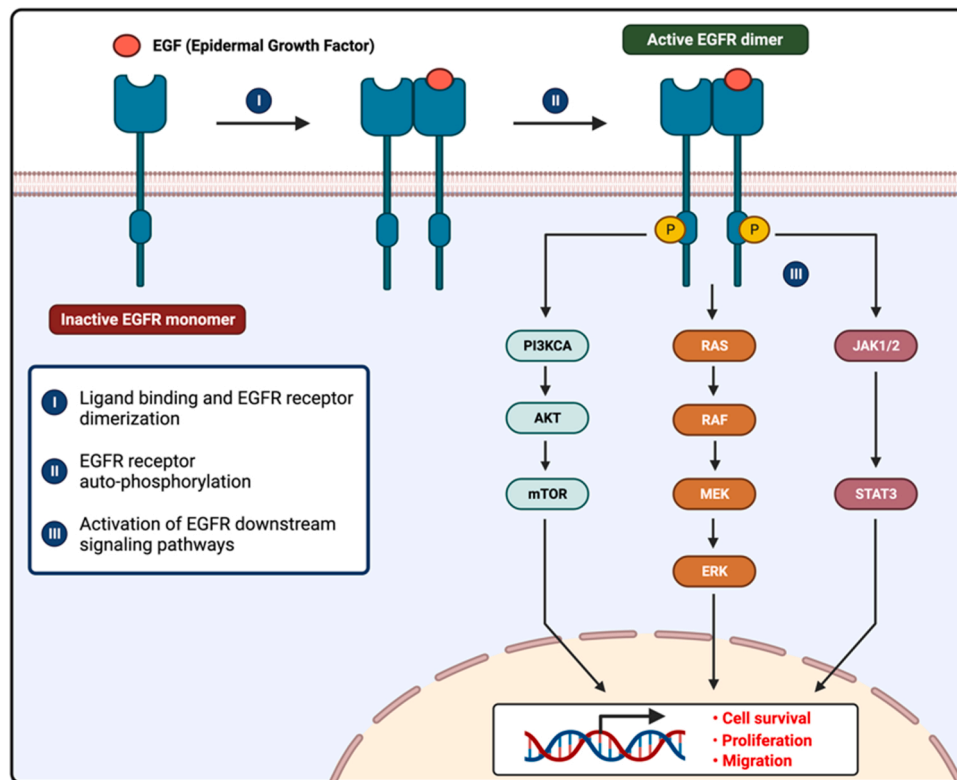 EGF (Epidermal Growth Factor)
Active EGFR dimer
I
II
P
P
III
Inactive EGFR monomer
I Ligand binding and EGFR receptor
dimerization
II EGFR receptor
auto-phosphorylation
III Activation of EGFR downstream
signaling pathways
PI3KCA
RAS
JAK1/2
AKT
RAF
mTOR
MEK
STAT3
ERK
• Cell survival
• Proliferation
• Migration